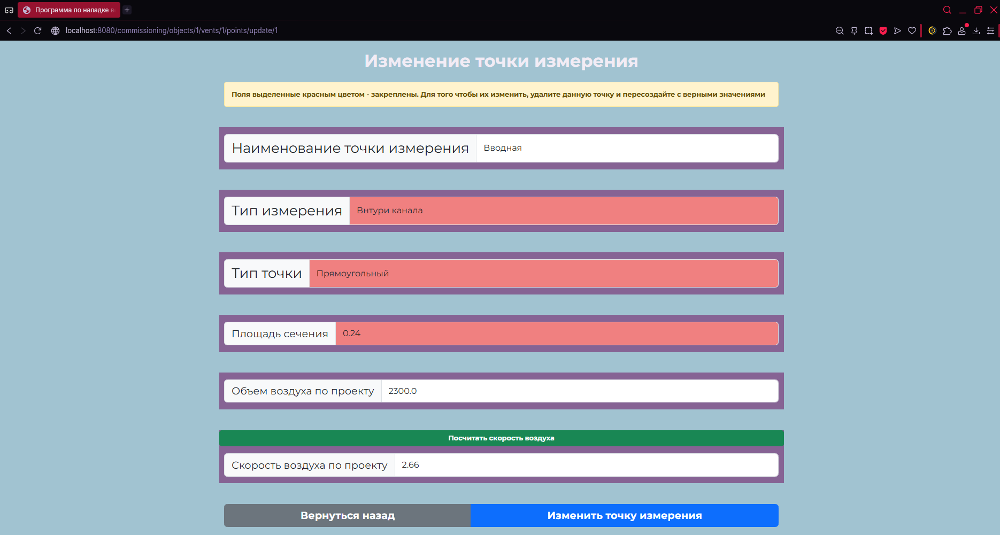 Программа по наладке в
localhost:8080/commissioning/objects/1/vents/1/points/update/1
Изменение точки измерения
Поля выделенные красным цветом - закреплены. Для того чтобы их изменить, удалите данную точку и пересоздайте с верными значениями
Наименование точки измерения Вводная
Тип измерения Внтури канала
Тип точки Прямоугольный
Площадь сечения 0.24
Объем воздуха по проекту 2300.0
Посчитать скорость воздуха
Скорость воздуха по проекту 2.66
Вернуться назад Изменить точку измерения